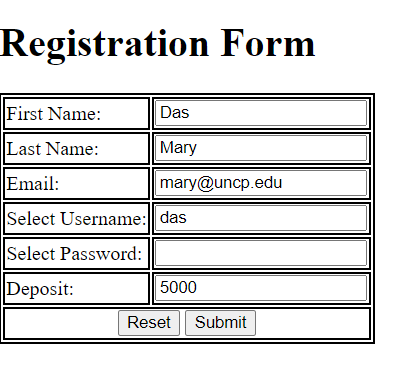 Registration Form
First Name: Das
Last Name: Mary
Email: mary@uncp.edu
Select Username: das
Select Password:
Deposit: 5000
Reset Submit